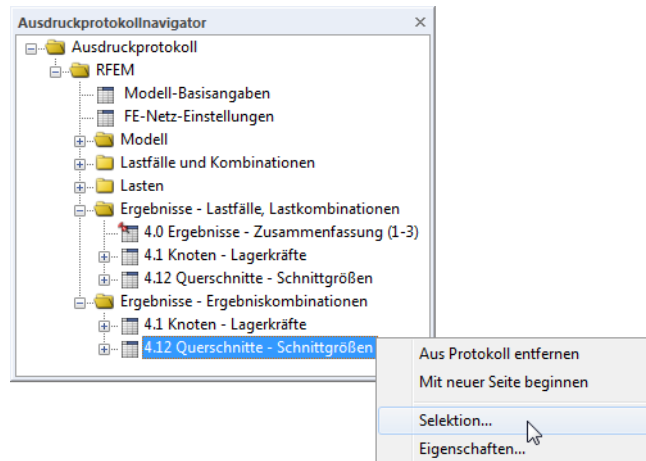 Ausdruckprotokollnavigator
Ausdruckprotokoll
RFEM
Modell-Basisangaben
FE-Netz-Einstellungen
Modell
Lastfälle und Kombinationen
Lasten
Ergebnisse - Lastfälle, Lastkombinationen
4.0 Ergebnisse - Zusammenfassung (1-3)
4.1 Knoten - Lagerkräfte
4.12 Querschnitte - Schnittgrößen
Ergebnisse - Ergebniskombinationen
4.1 Knoten - Lagerkräfte
4.12 Querschnitte - Schnittgrößen
Aus Protokoll entfernen
Mit neuer Seite beginnen
Selektion...
Eigenschaften...